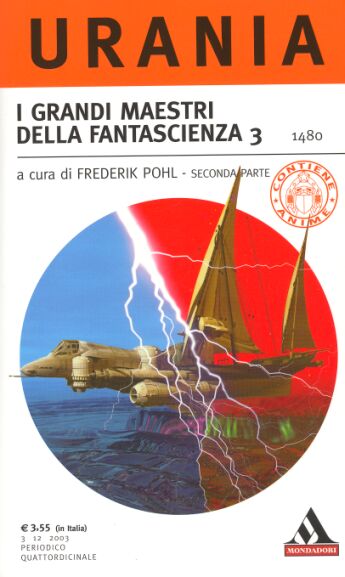 URANIA
I GRANDI MAESTRI
DELLA FANTASCIENZA 3 1480
a cura di FREDERIK POHL - SECONDA PARTE
CONTIENE
ANIME
€ 3,55 (in Italia)
3 12 2003
PERIODICO
QUATTORDICINALE
MONDADORI